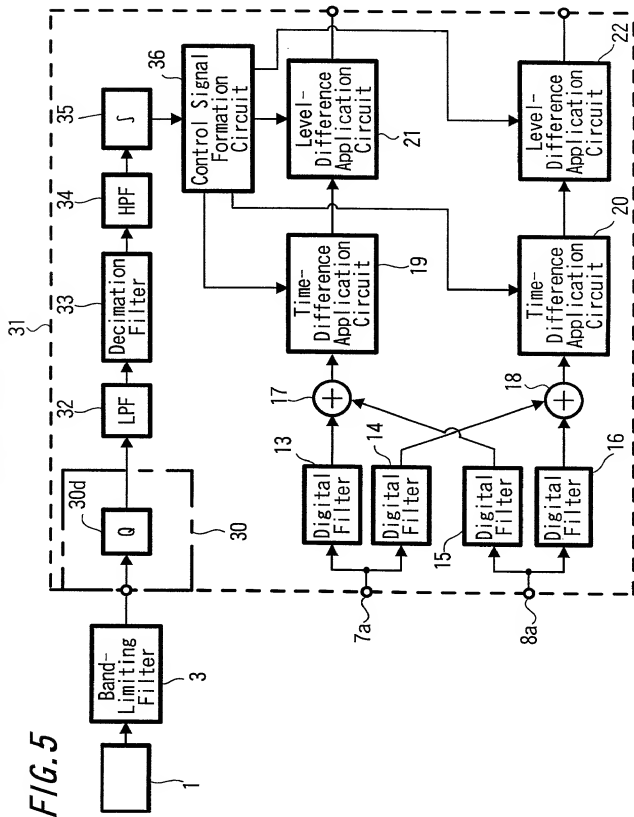 FIG. 5
1
Band-
Limiting
Filter
3
30
30d
Q
31
32
LPF
33
Decimation
Filter
34
HPF
35
∫
36
Control Signal
Formation
Circuit
7a
13
Digital
Filter
14
Digital
Filter
17
+
Time-
Difference
Application
Circuit
19
Level-
Difference
Application
Circuit
21
8a
15
Digital
Filter
16
Digital
Filter
18
+
Time-
Difference
Application
Circuit
20
Level-
Difference
Application
Circuit
22